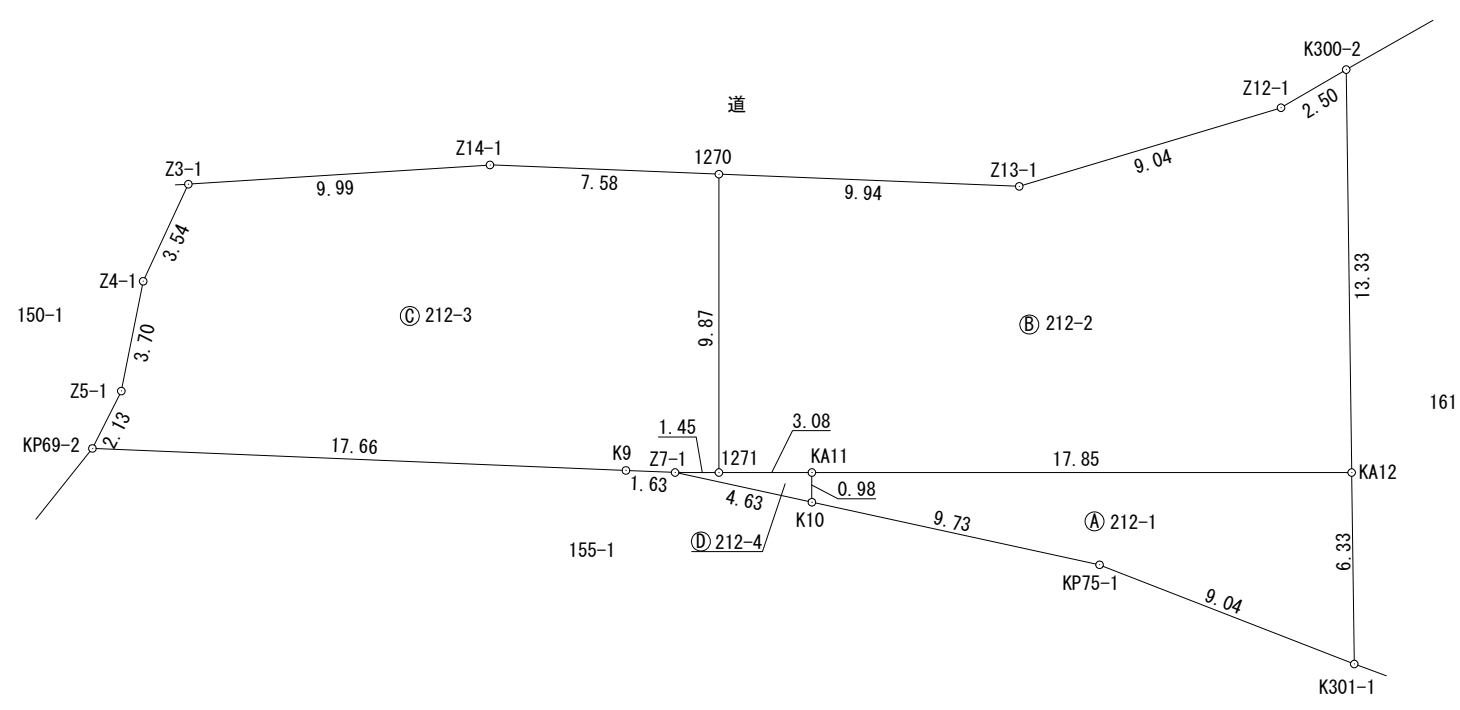 K300-2
Z12-1
2.50
道
Z14-1
1270
Z3-1
Z13-1
9.04
9.99
7.58
9.94
3.54
Z4-1
13.33
150-1
Ⓒ 212-3
Ⓑ 212-2
9.87
3.70
Z5-1
161
2.13
KP69-2
17.66
K9
1.45
3.08
Z7-1
1271
KA11
17.85
KA12
1.63
4.63
0.98
K10
9.73
Ⓐ 212-1
Ⓓ 212-4
155-1
6.33
KP75-1
9.04
K301-1